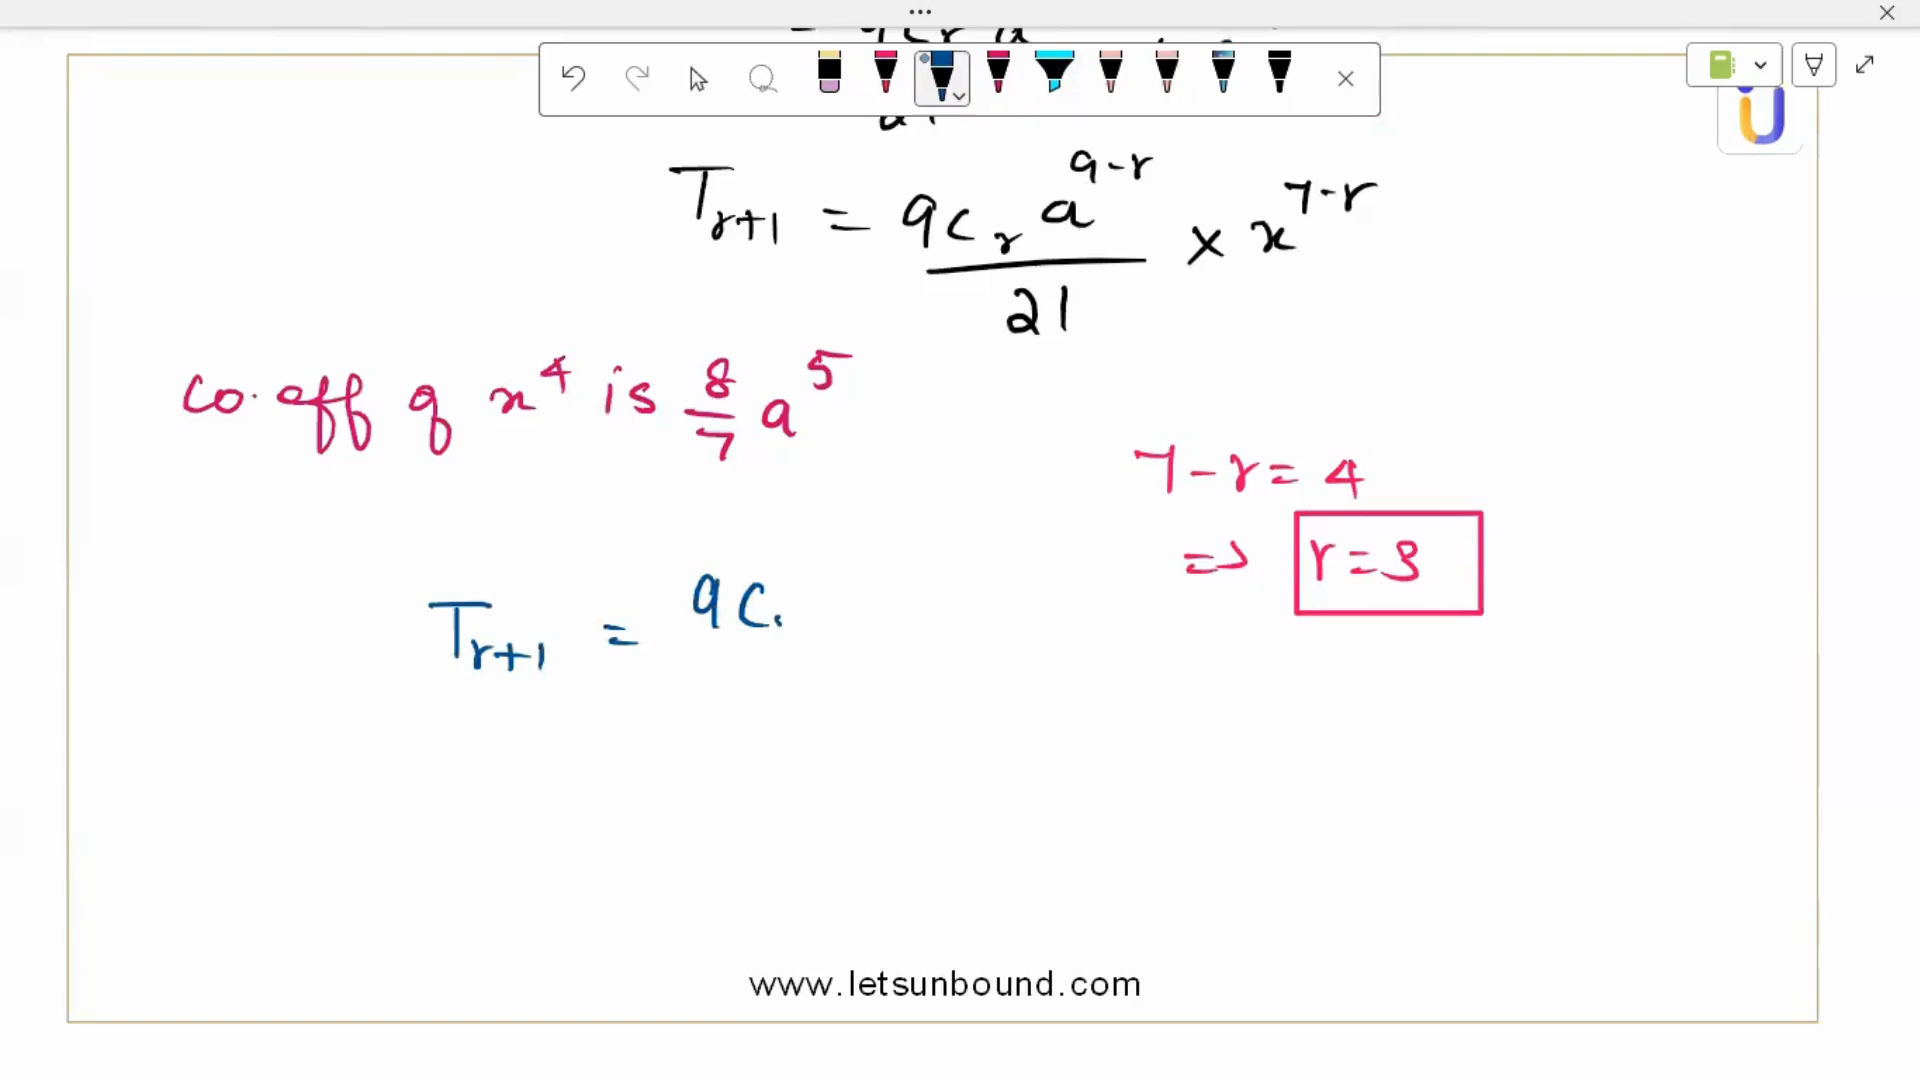 T_{r+1} = 9C_r a^{9-r} / 21 × x^{7-r}
co.eff of x^4 is 8/7 a^5
7-r = 4
=> r=3
T_{r+1} = 9C
www.letsunbound.com